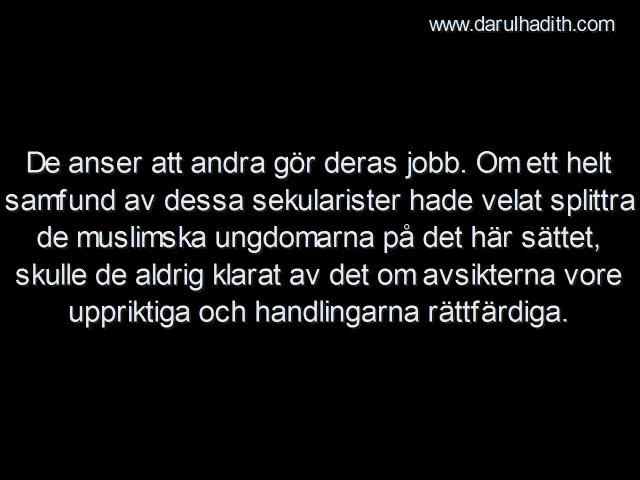 www.darulhadith.com
De anser att andra gör deras jobb. Om ett helt
samfund av dessa sekularister hade velat splittra
de muslimska ungdomarna på det här sättet,
skulle de aldrig klarat av det om avsikterna vore
uppriktiga och handlingarna rättfärdiga.